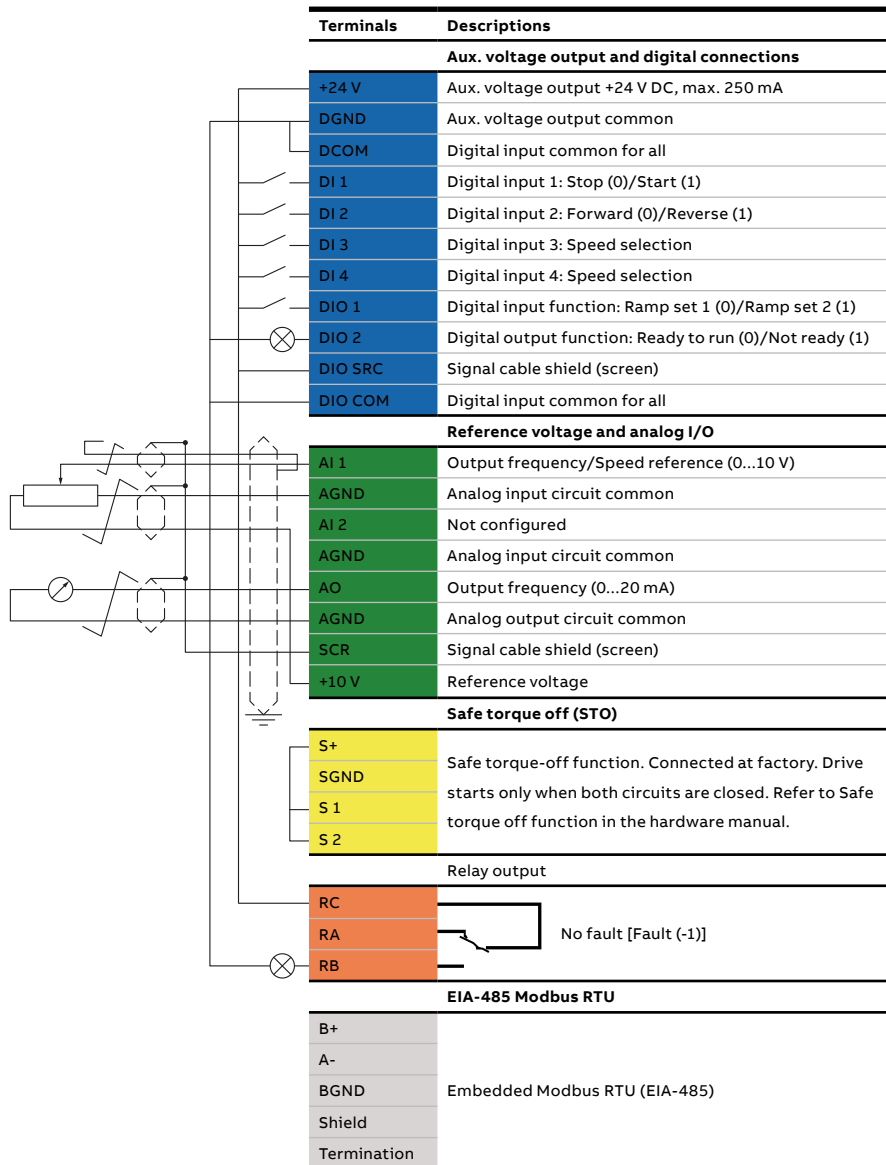 Terminals Descriptions
Aux. voltage output and digital connections
+24 V Aux. voltage output +24 V DC, max. 250 mA
DGND Aux. voltage output common
DCOM Digital input common for all
DI 1 Digital input 1: Stop (0)/Start (1)
DI 2 Digital input 2: Forward (0)/Reverse (1)
DI 3 Digital input 3: Speed selection
DI 4 Digital input 4: Speed selection
DIO 1 Digital input function: Ramp set 1 (0)/Ramp set 2 (1)
DIO 2 Digital output function: Ready to run (0)/Not ready (1)
DIO SRC Signal cable shield (screen)
DIO COM Digital input common for all
Reference voltage and analog I/O
AI 1 Output frequency/Speed reference (0...10 V)
AGND Analog input circuit common
AI 2 Not configured
AGND Analog input circuit common
AO Output frequency (0...20 mA)
AGND Analog output circuit common
SCR Signal cable shield (screen)
+10 V Reference voltage
Safe torque off (STO)
S+
SGND
S 1
S 2
Safe torque-off function. Connected at factory. Drive
starts only when both circuits are closed. Refer to Safe
torque off function in the hardware manual.
Relay output
RC
RA No fault [Fault (-1)]
RB
EIA-485 Modbus RTU
B+
A-
BGND Embedded Modbus RTU (EIA-485)
Shield
Termination